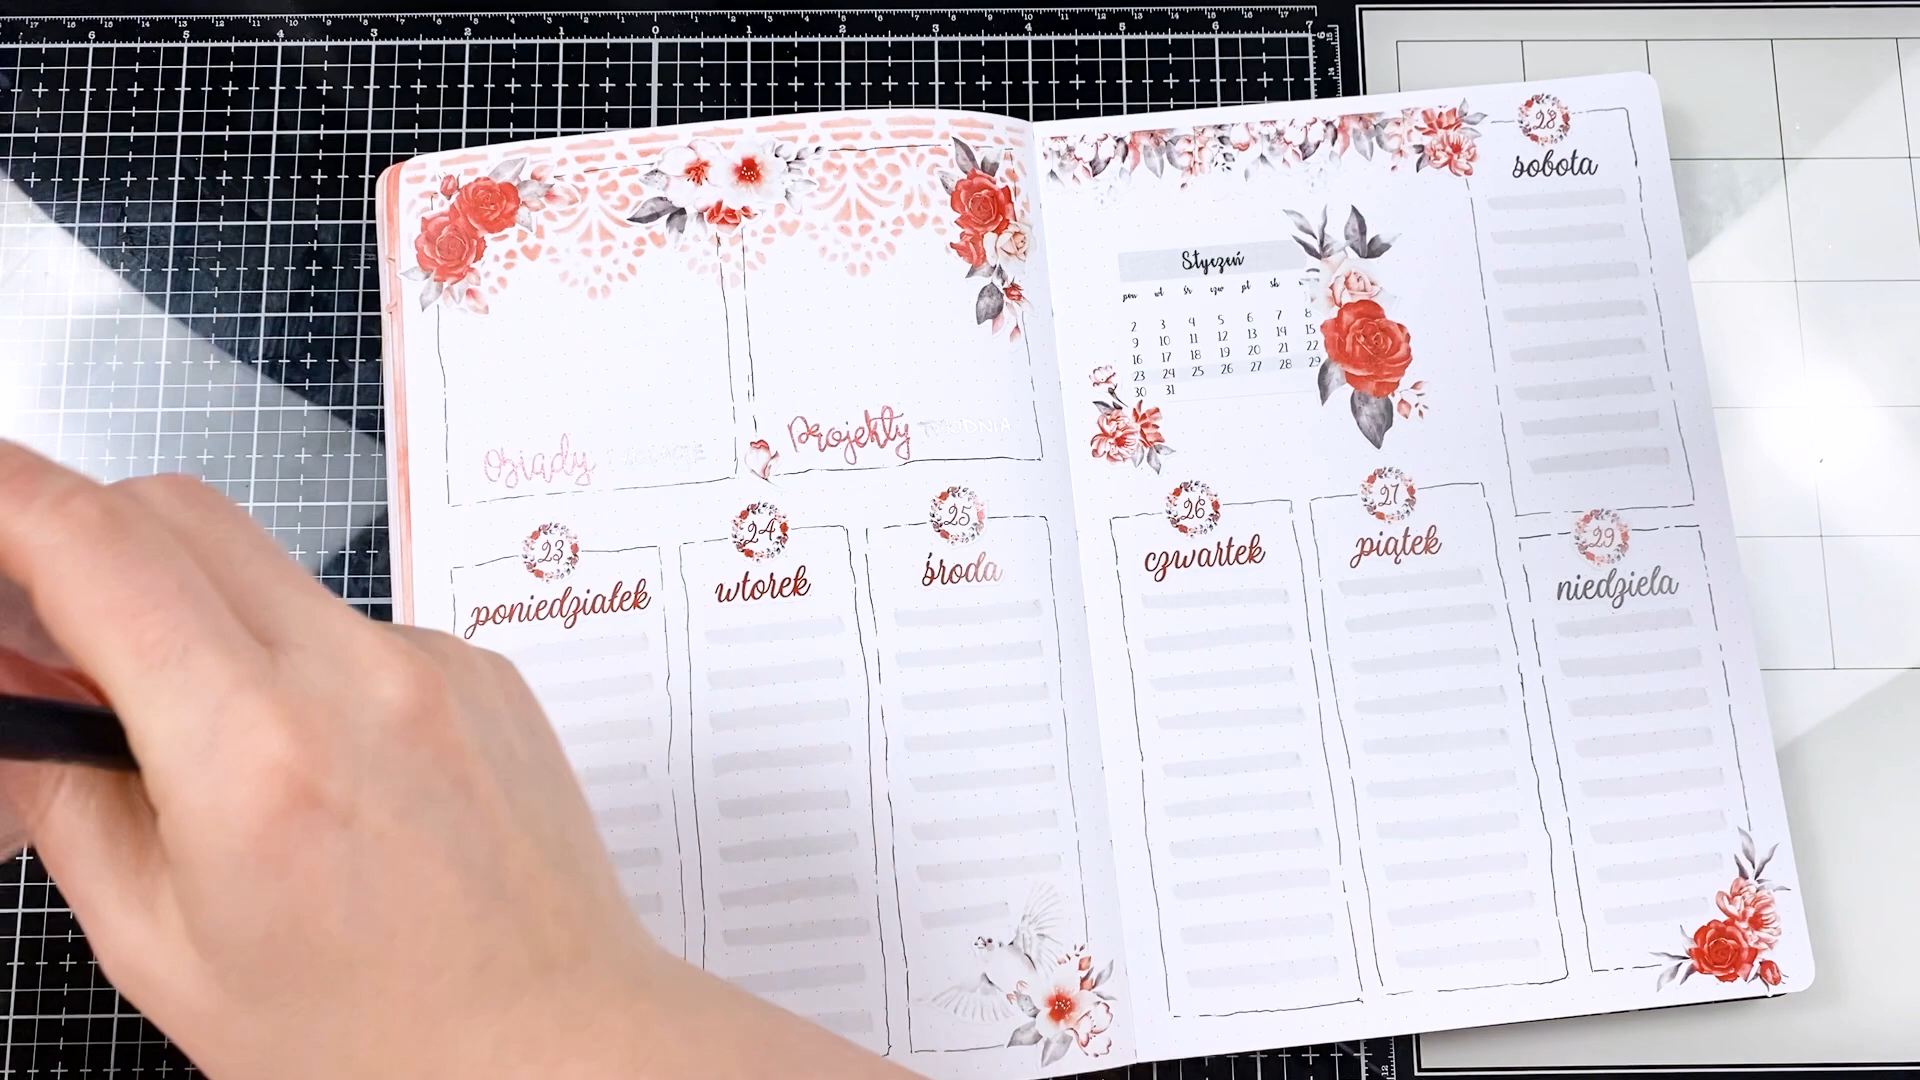 Obiady
Projekty TYGODNIA
Styczeń
pon wt śr czw pt sb
2 3 4 5 6 7 8
9 10 11 12 13 14 15
16 17 18 19 20 21 22
23 24 25 26 27 28 29
30 31
23
poniedziałek
24
wtorek
25
środa
26
czwartek
27
piątek
28
sobota
29
niedziela